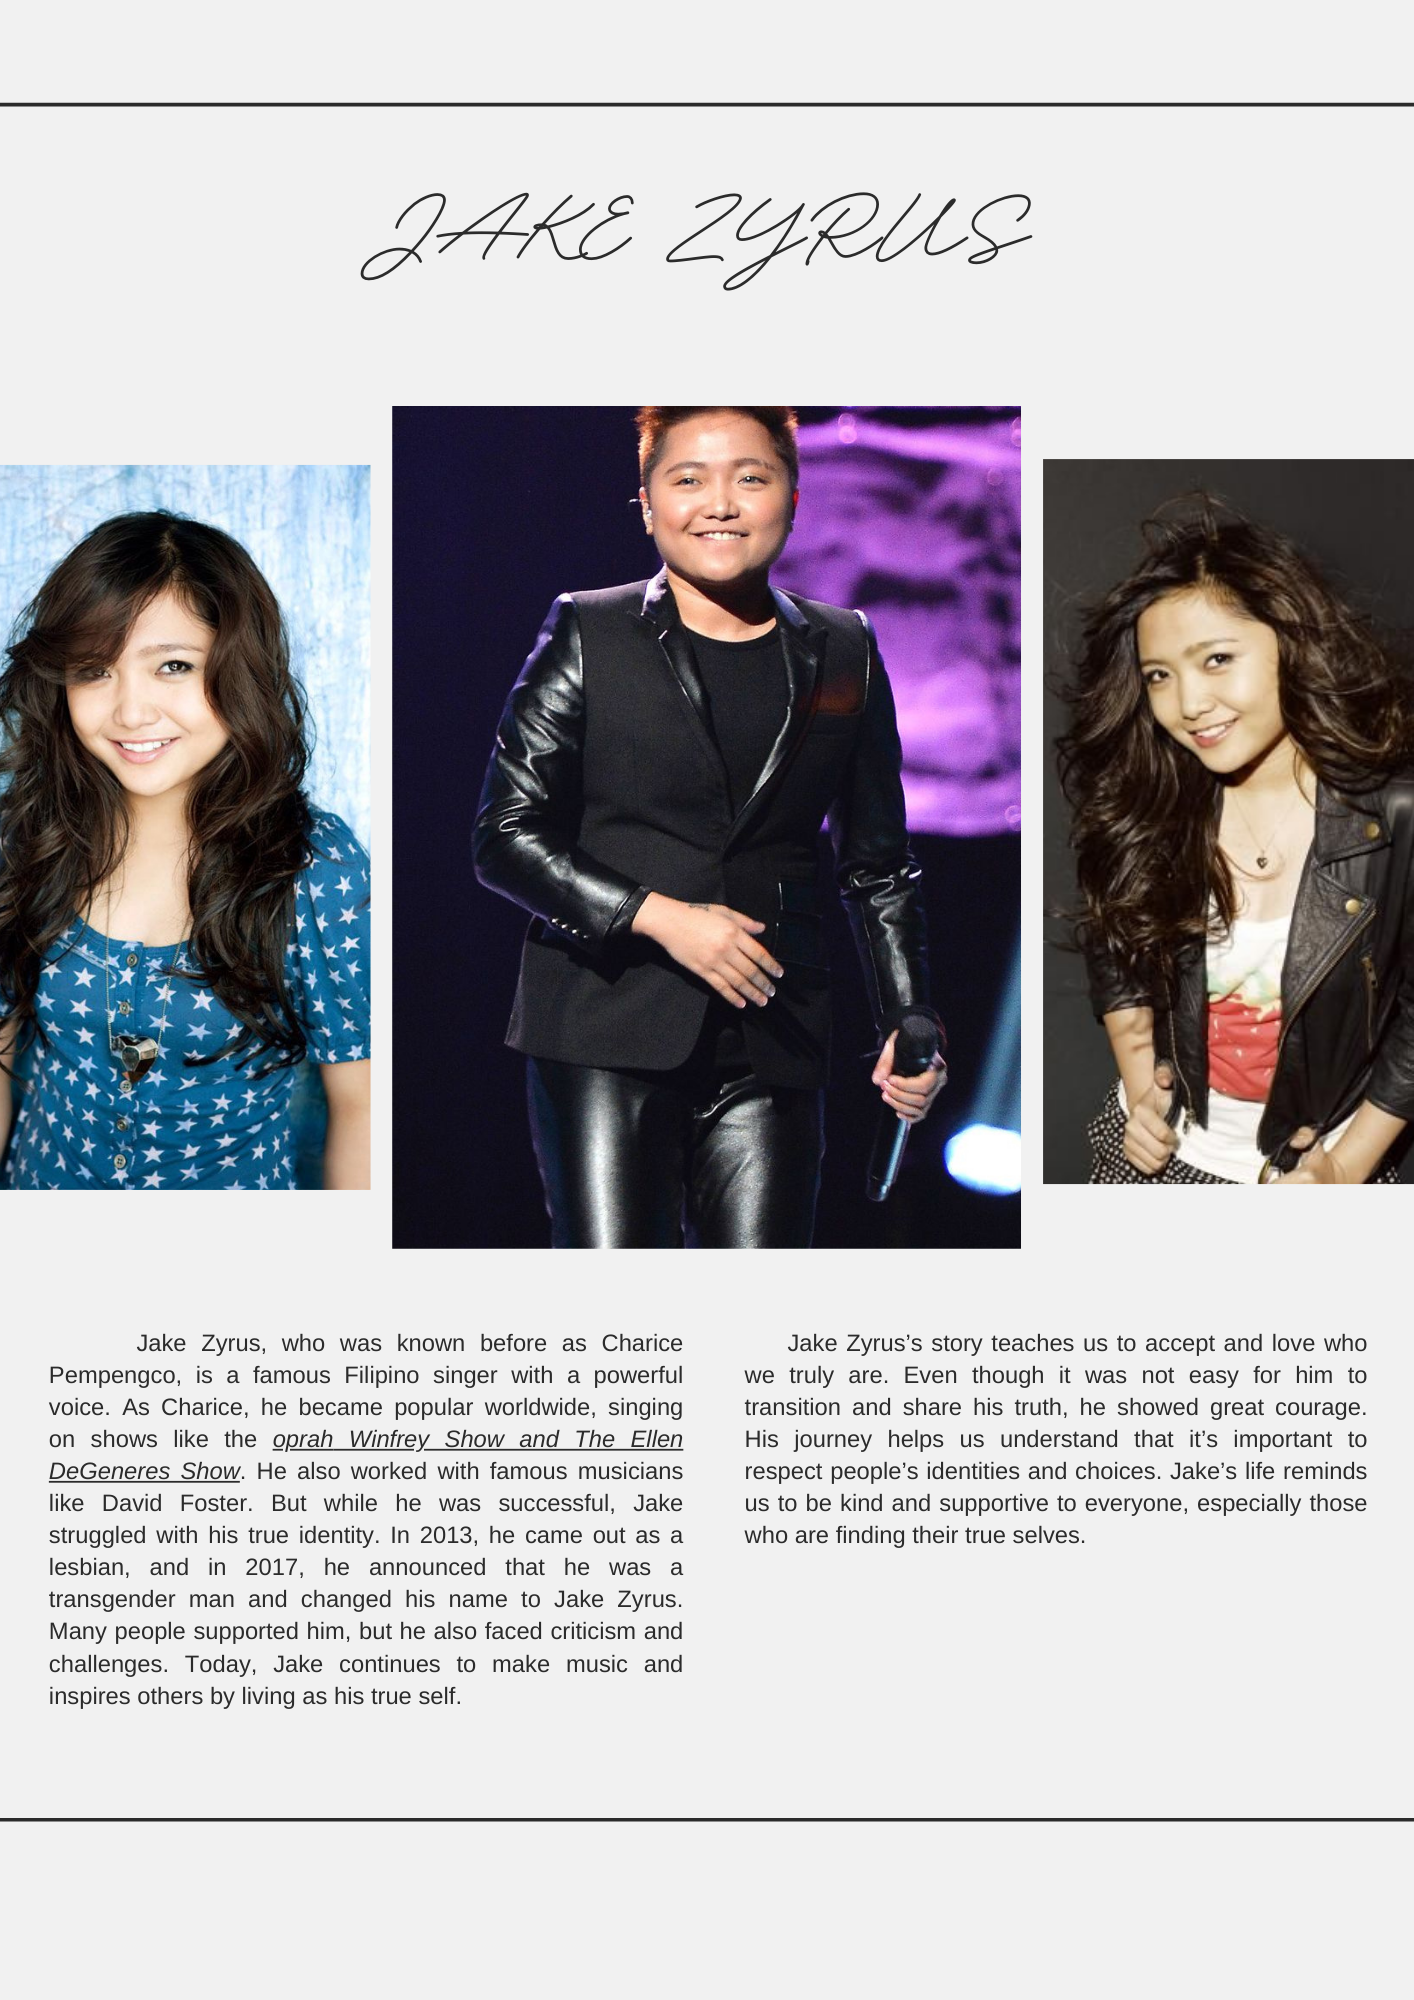 JAKE ZYRUS
Jake Zyrus, who was known before as Charice
Pempengco, is a famous Filipino singer with a powerful
voice. As Charice, he became popular worldwide, singing
on shows like the oprah Winfrey Show and The Ellen
DeGeneres Show. He also worked with famous musicians
like David Foster. But while he was successful, Jake
struggled with his true identity. In 2013, he came out as a
lesbian, and in 2017, he announced that he was a
transgender man and changed his name to Jake Zyrus.
Many people supported him, but he also faced criticism and
challenges. Today, Jake continues to make music and
inspires others by living as his true self.
Jake Zyrus’s story teaches us to accept and love who
we truly are. Even though it was not easy for him to
transition and share his truth, he showed great courage.
His journey helps us understand that it’s important to
respect people’s identities and choices. Jake’s life reminds
us to be kind and supportive to everyone, especially those
who are finding their true selves.